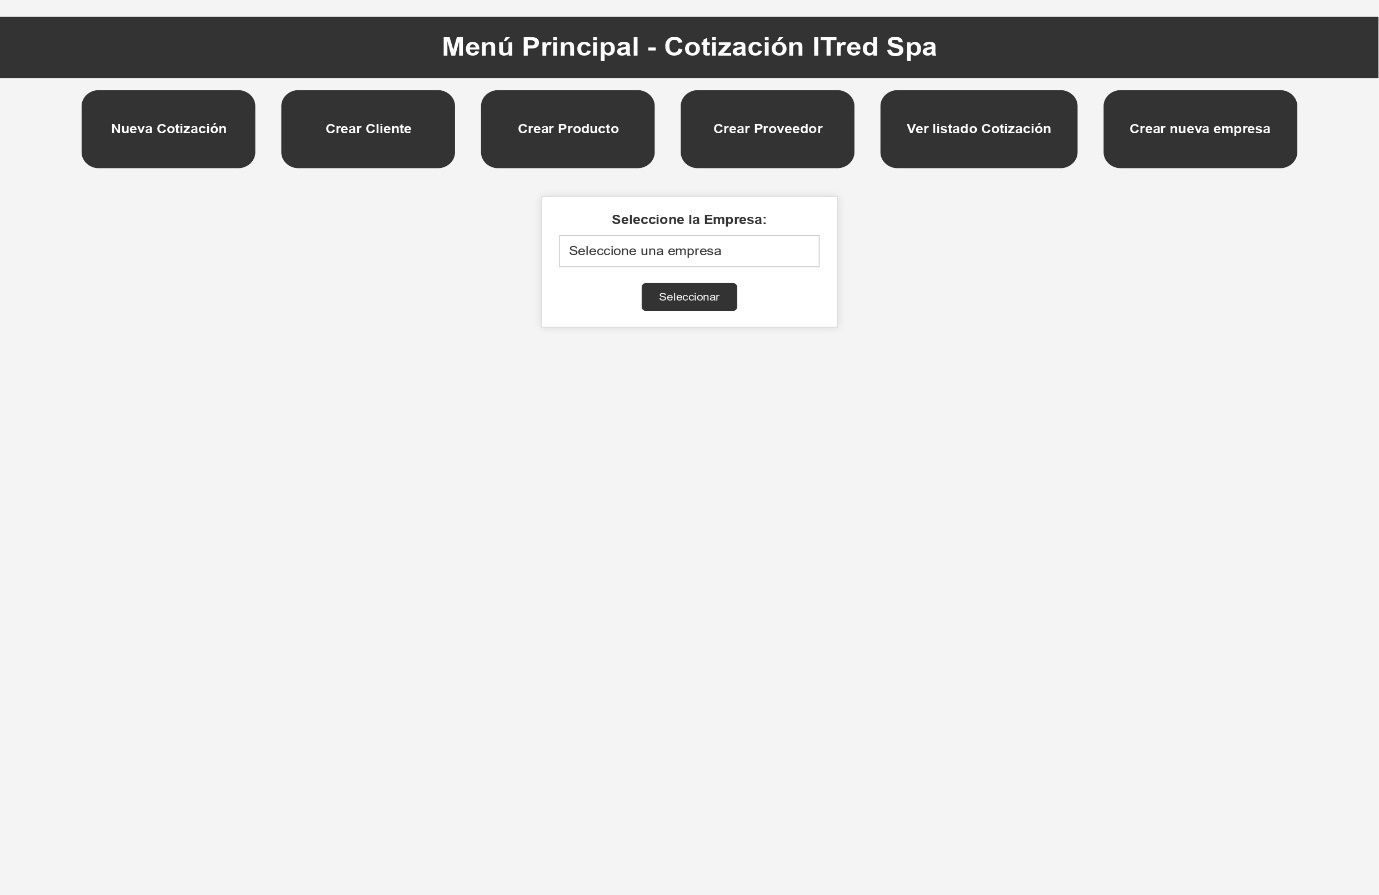 Menú Principal - Cotización ITred Spa
Nueva Cotización
Crear Cliente
Crear Producto
Crear Proveedor
Ver listado Cotización
Crear nueva empresa
Seleccione la Empresa:
Seleccione una empresa
Seleccionar